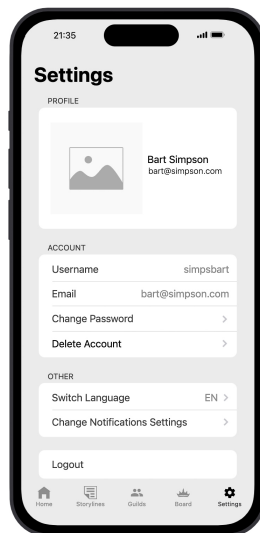 21:35
Settings
PROFILE
Bart Simpson
bart@simpson.com
ACCOUNT
Username simpsbart
Email bart@simpson.com
Change Password
Delete Account
OTHER
Switch Language EN
Change Notifications Settings
Logout
Home Storylines Guilds Board Settings